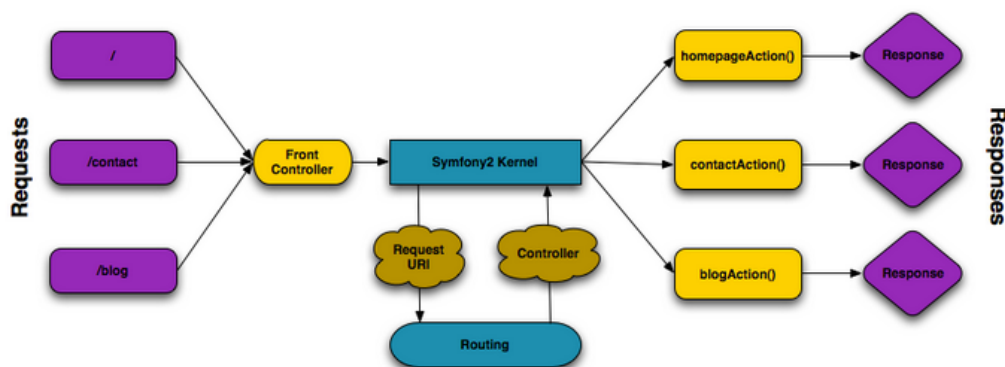 Requests
/
/contact
/blog
Front
Controller
Symfony2 Kernel
Request
URI
Controller
Routing
homepageAction()
contactAction()
blogAction()
Response
Response
Response
Responses